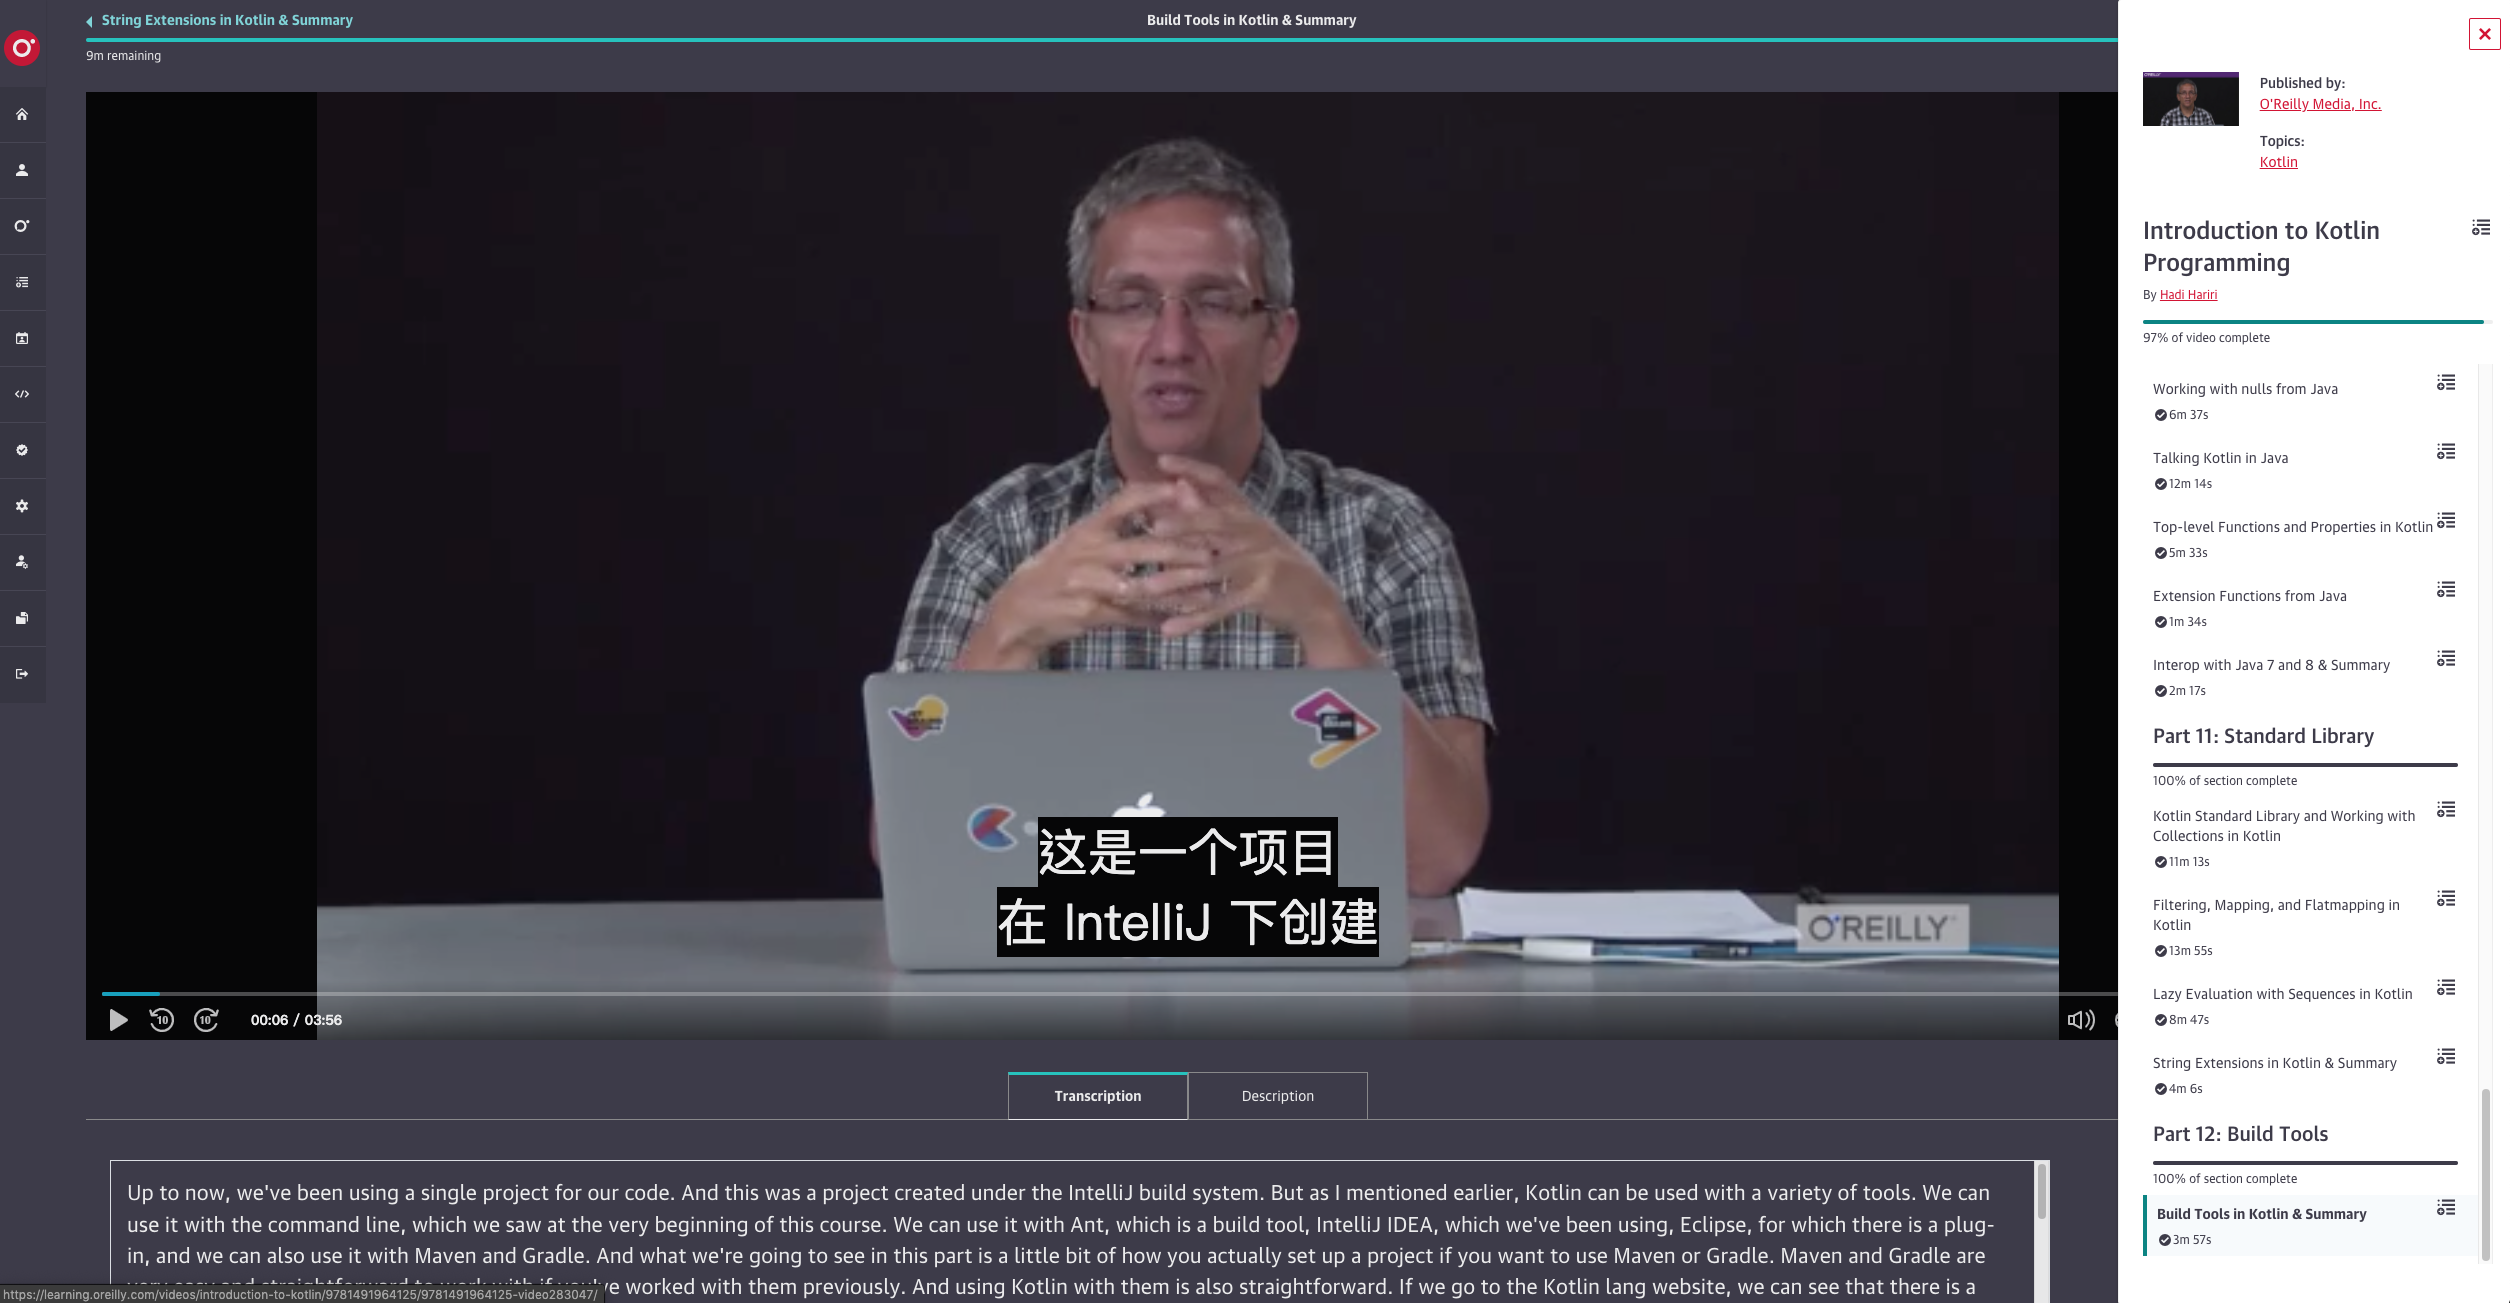 String Extensions in Kotlin & Summary
Build Tools in Kotlin & Summary
9m remaining
这是一个项目
在 IntelliJ 下创建
O'REILLY
10
10
00:06 / 03:56
Transcription
Description
Up to now, we've been using a single project for our code. And this was a project created under the IntelliJ build system. But as I mentioned earlier, Kotlin can be used with a variety of tools. We can
use it with the command line, which we saw at the very beginning of this course. We can use it with Ant, which is a build tool, IntelliJ IDEA, which we've been using, Eclipse, for which there is a plug-
in, and we can also use it with Maven and Gradle. And what we're going to see in this part is a little bit of how you actually set up a project if you want to use Maven or Gradle. Maven and Gradle are
very easy and straightforward to work with if you've worked with them previously. And using Kotlin with them is also straightforward. If we go to the Kotlin lang website, we can see that there is a
https://learning.oreilly.com/videos/introduction-to-kotlin/9781491964125/9781491964125-video283047/
Published by:
O'Reilly Media, Inc.
Topics:
Kotlin
Introduction to Kotlin
Programming
By Hadi Hariri
97% of video complete
Working with nulls from Java
6m 37s
Talking Kotlin in Java
12m 14s
Top-level Functions and Properties in Kotlin
5m 33s
Extension Functions from Java
1m 34s
Interop with Java 7 and 8 & Summary
2m 17s
Part 11: Standard Library
100% of section complete
Kotlin Standard Library and Working with
Collections in Kotlin
11m 13s
Filtering, Mapping, and Flatmapping in
Kotlin
13m 55s
Lazy Evaluation with Sequences in Kotlin
8m 47s
String Extensions in Kotlin & Summary
4m 6s
Part 12: Build Tools
100% of section complete
Build Tools in Kotlin & Summary
3m 57s